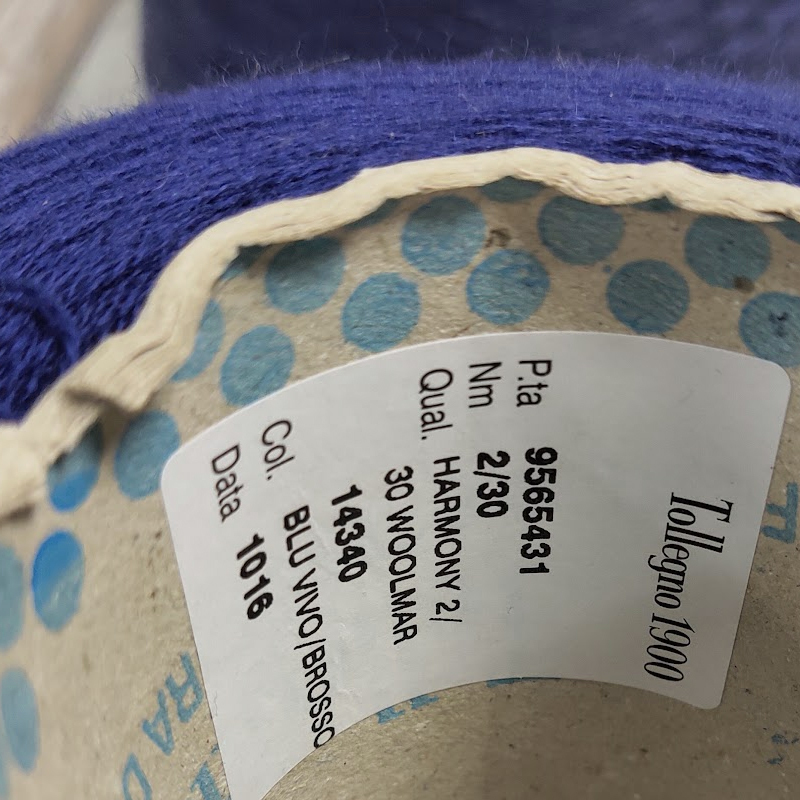 Tollegno 1900
P.ta 9565431
Nm 2/30
Qual. HARMONY 2/
30 WOOLMAR
14340
Col. BLU VIVO/BROSSO
Data 1016